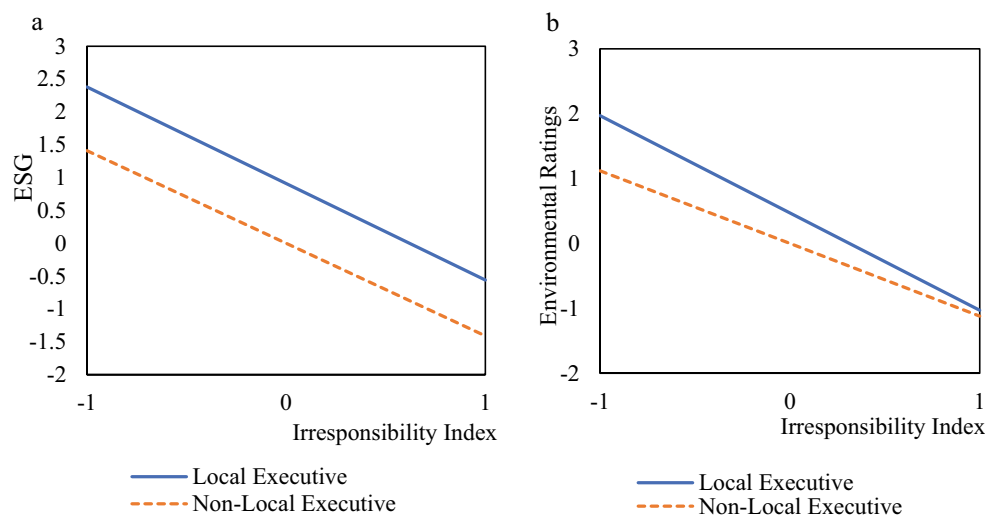 a
3
2.5
2
1.5
1
0.5
0
-0.5
-1
-1.5
-2
ESG
-1 0 1
Irresponsibility Index
Local Executive
Non-Local Executive
b
3
2
1
0
-1
-2
Environmental Ratings
-1 0 1
Irresponsibility Index
Local Executive
Non-Local Executive